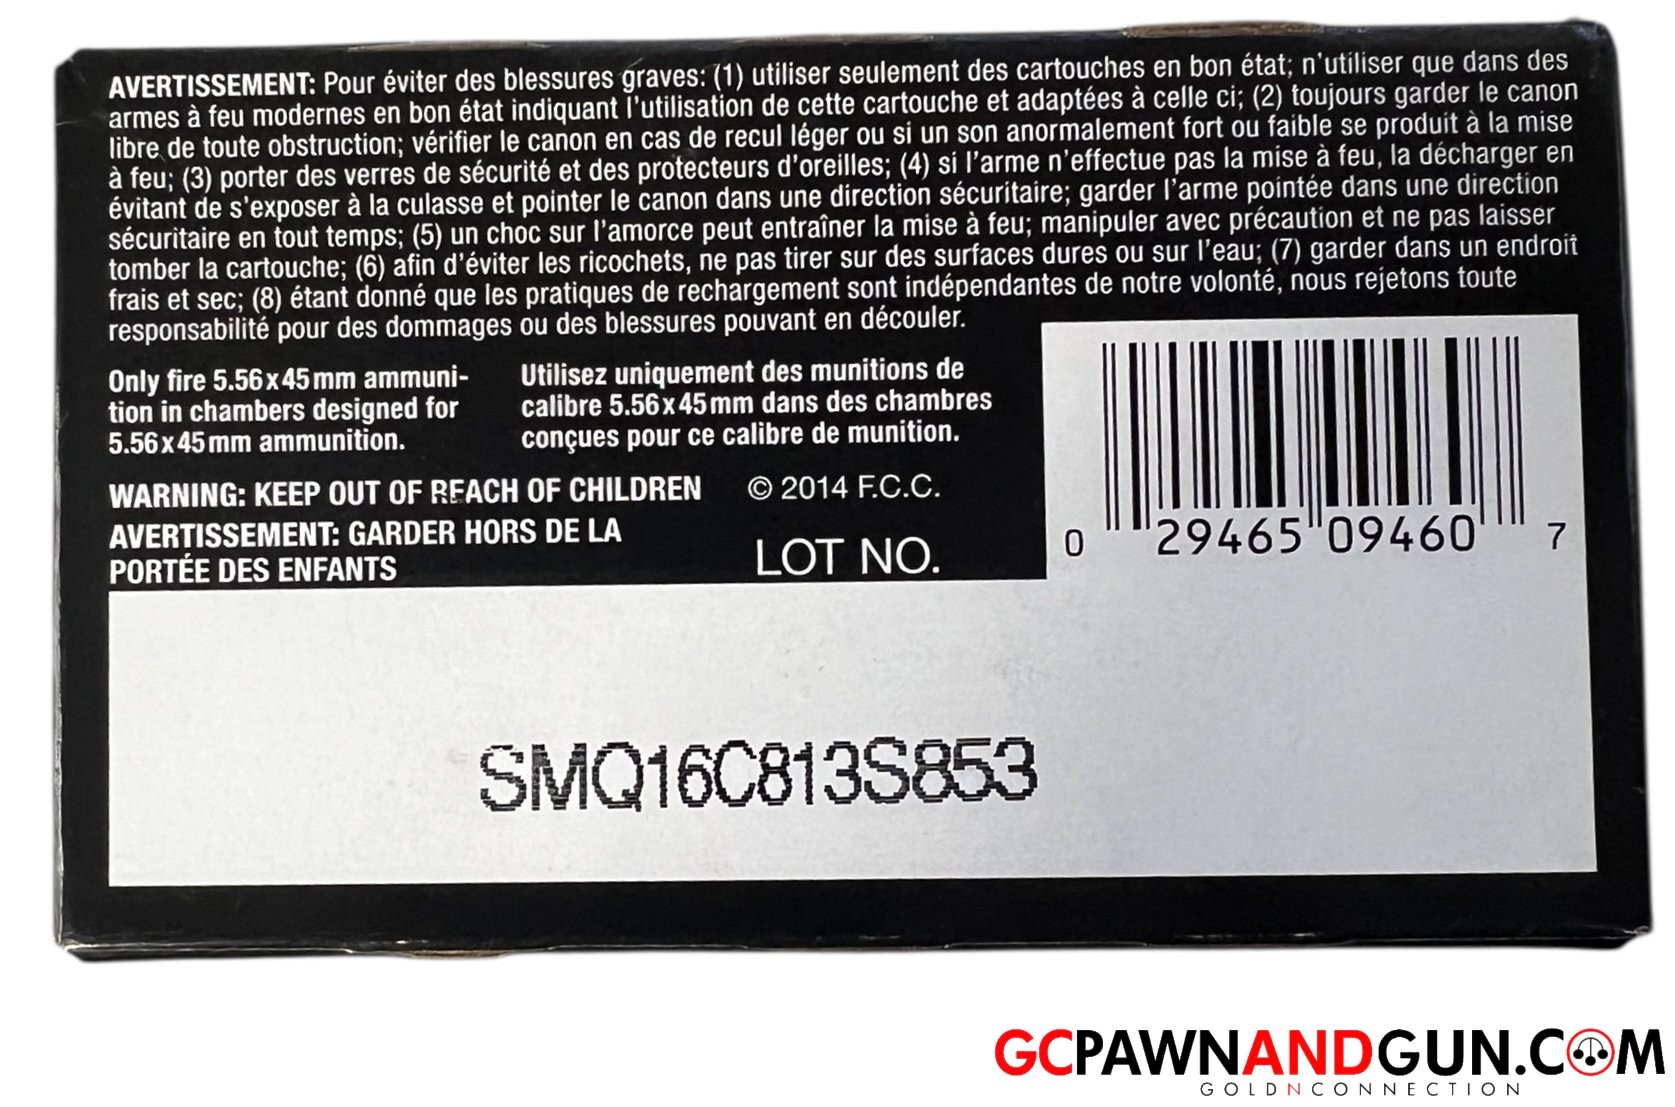 AVERTISSEMENT: Pour éviter des blessures graves: (1) utiliser seulement des cartouches en bon état; n'utiliser que dans des
armes à feu modernes en bon état indiquant l'utilisation de cette cartouche et adaptées à celle ci; (2) toujours garder le canon
libre de toute obstruction; vérifier le canon en cas de recul léger ou si un son anormalement fort ou faible se produit à la mise
à feu; (3) porter des verres de sécurité et des protecteurs d'oreilles; (4) si l'arme n'effectue pas la mise à feu, la décharger en
évitant de s'exposer à la culasse et pointer le canon dans une direction sécuritaire; garder l'arme pointée dans une direction
sécuritaire en tout temps; (5) un choc sur l'amorce peut entraîner la mise à feu; manipuler avec précaution et ne pas laisser
tomber la cartouche; (6) afin d'éviter les ricochets, ne pas tirer sur des surfaces dures ou sur l'eau; (7) garder dans un endroit
frais et sec; (8) étant donné que les pratiques de rechargement sont indépendantes de notre volonté, nous rejetons toute
responsabilité pour des dommages ou des blessures pouvant en découler.
Only fire 5.56x45mm ammuni-
tion in chambers designed for
5.56x45mm ammunition.
Utilisez uniquement des munitions de
calibre 5.56x45mm dans des chambres
conçues pour ce calibre de munition.
WARNING: KEEP OUT OF REACH OF CHILDREN
© 2014 F.C.C.
AVERTISSEMENT: GARDER HORS DE LA
PORTÉE DES ENFANTS
LOT NO.
0 29465 09460 7
SMQ16C813S853
GCPAWNANDGUN.COM
GOLDNCONNECTION